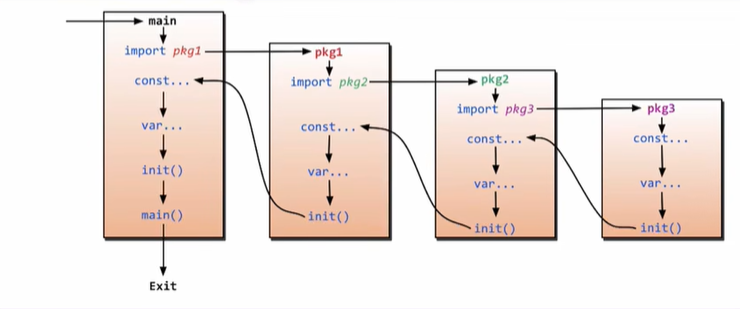 main
import pkg1
const...
var...
init()
main()
Exit
pkg1
import pkg2
const...
var...
init()
pkg2
import pkg3
const...
var...
init()
pkg3
const...
var...
init()